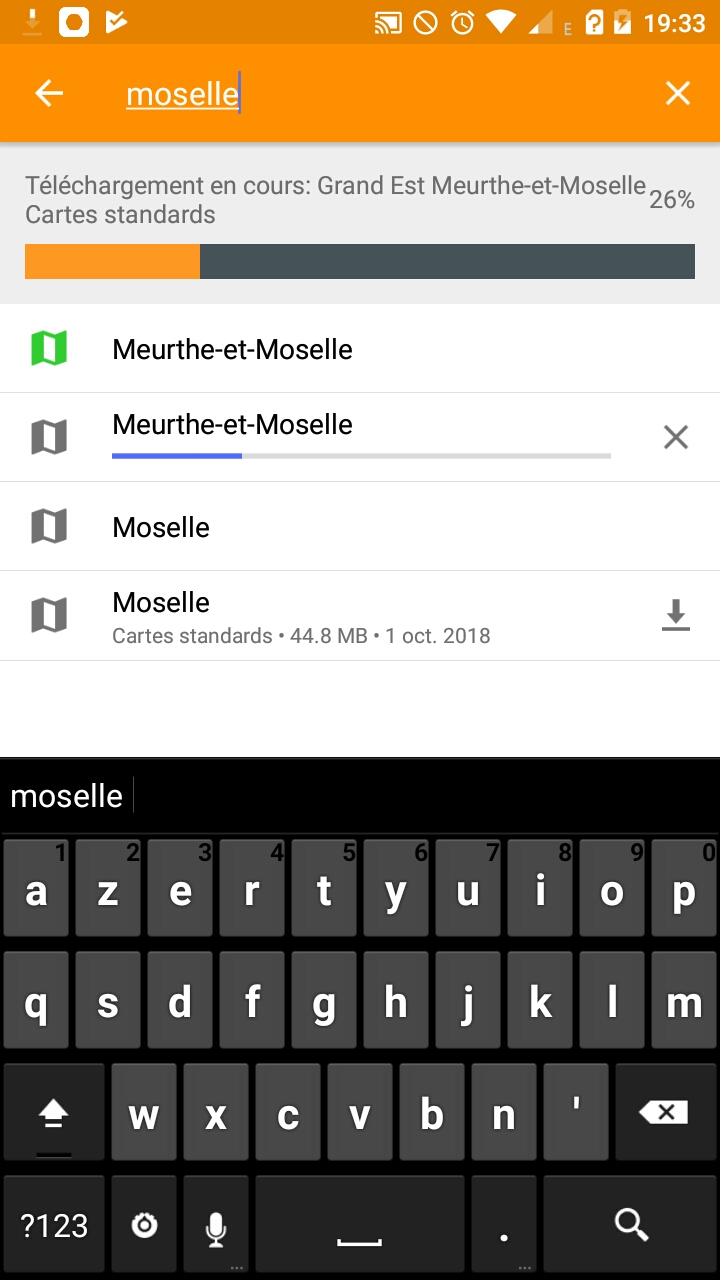 E
19:33
moselle
Téléchargement en cours: Grand Est Meurthe-et-Moselle
Cartes standards
26%
Meurthe-et-Moselle
Meurthe-et-Moselle
Moselle
Moselle
Cartes standards • 44.8 MB • 1 oct. 2018
moselle
1 2 3 4 5 6 7 8 9 0
a z e r t y u i o p
q s d f g h j k l m
w x c v b n '
?123 .